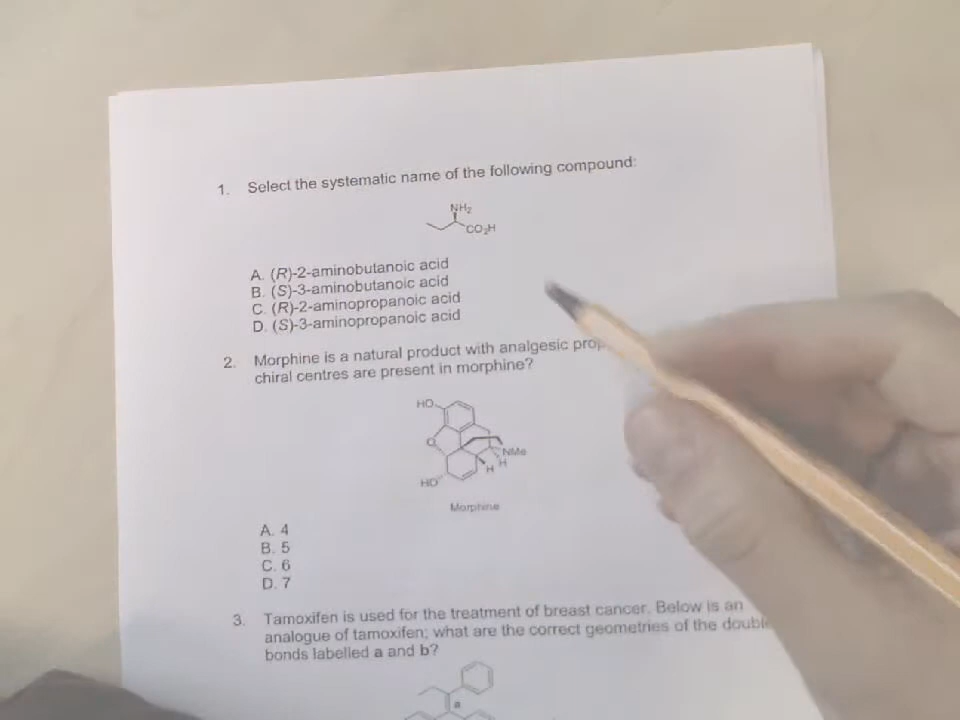 1. Select the systematic name of the following compound:
NH₂
CO₂H
A. (R)-2-aminobutanoic acid
B. (S)-3-aminobutanoic acid
C. (R)-2-aminopropanoic acid
D. (S)-3-aminopropanoic acid
2. Morphine is a natural product with analgesic
chiral centres are present in morphine?
HO
O
NMe
H
H
HO
Morphine
A. 4
B. 5
C. 6
D. 7
3. Tamoxifen is used for the treatment of breast cancer. Below is an
analogue of tamoxifen; what are the correct geometries of the
bonds labelled a and b?
a